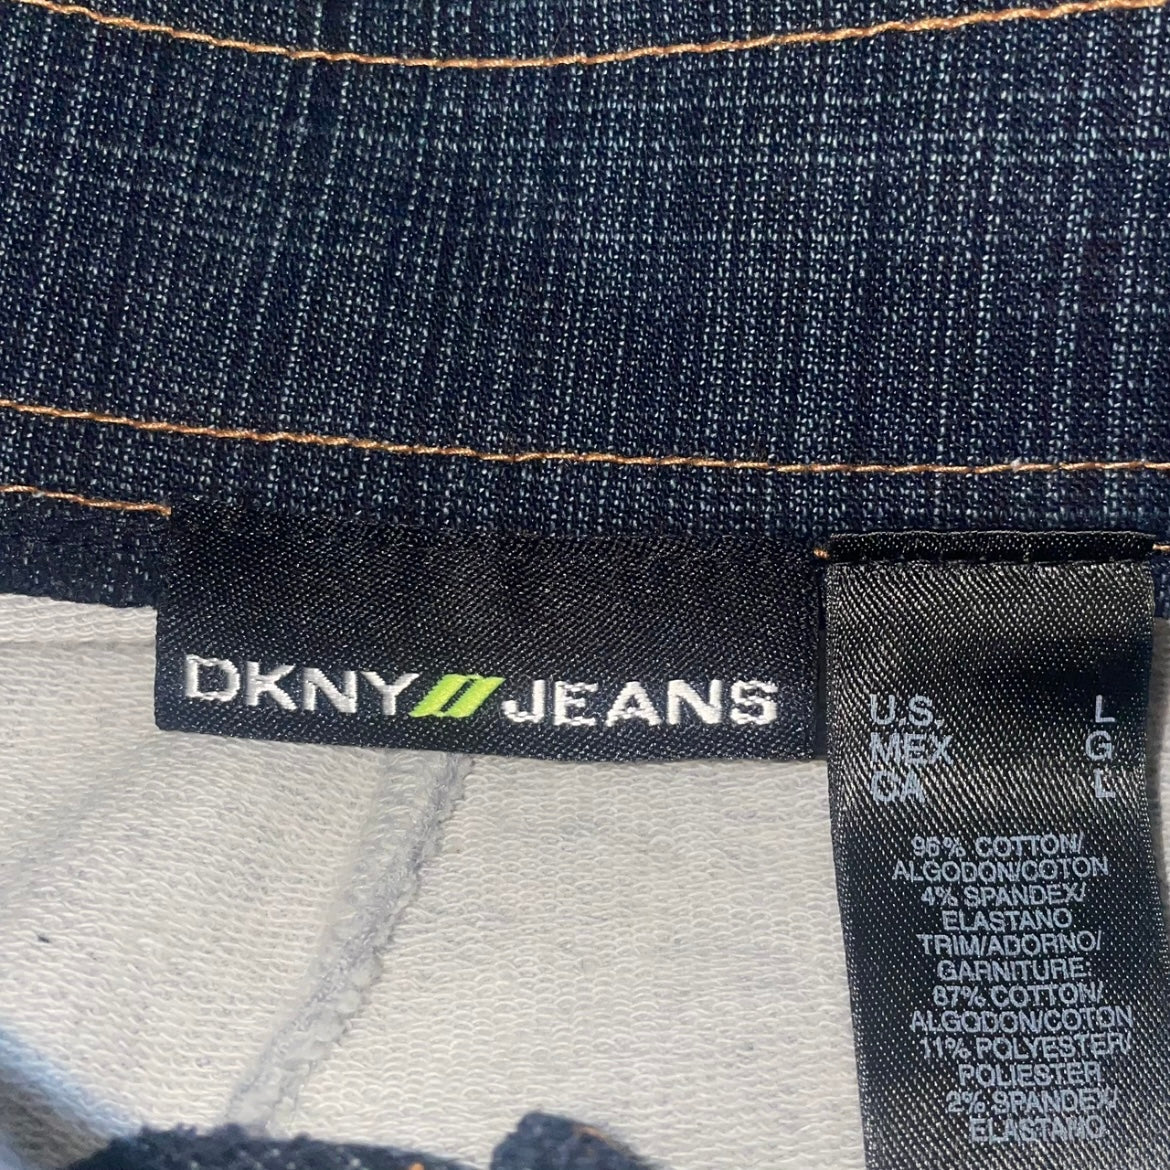 DKNY JEANS
U.S. L
MEX G
CA L
96% COTTON/
ALGODON/COTON
4% SPANDEX/
ELASTANO
TRIM/ADORNO/
GARNITURE
87% COTTON/
ALGODON/COTON
11% POLYESTER/
POLIESTER
2% SPANDEX/
ELASTANO